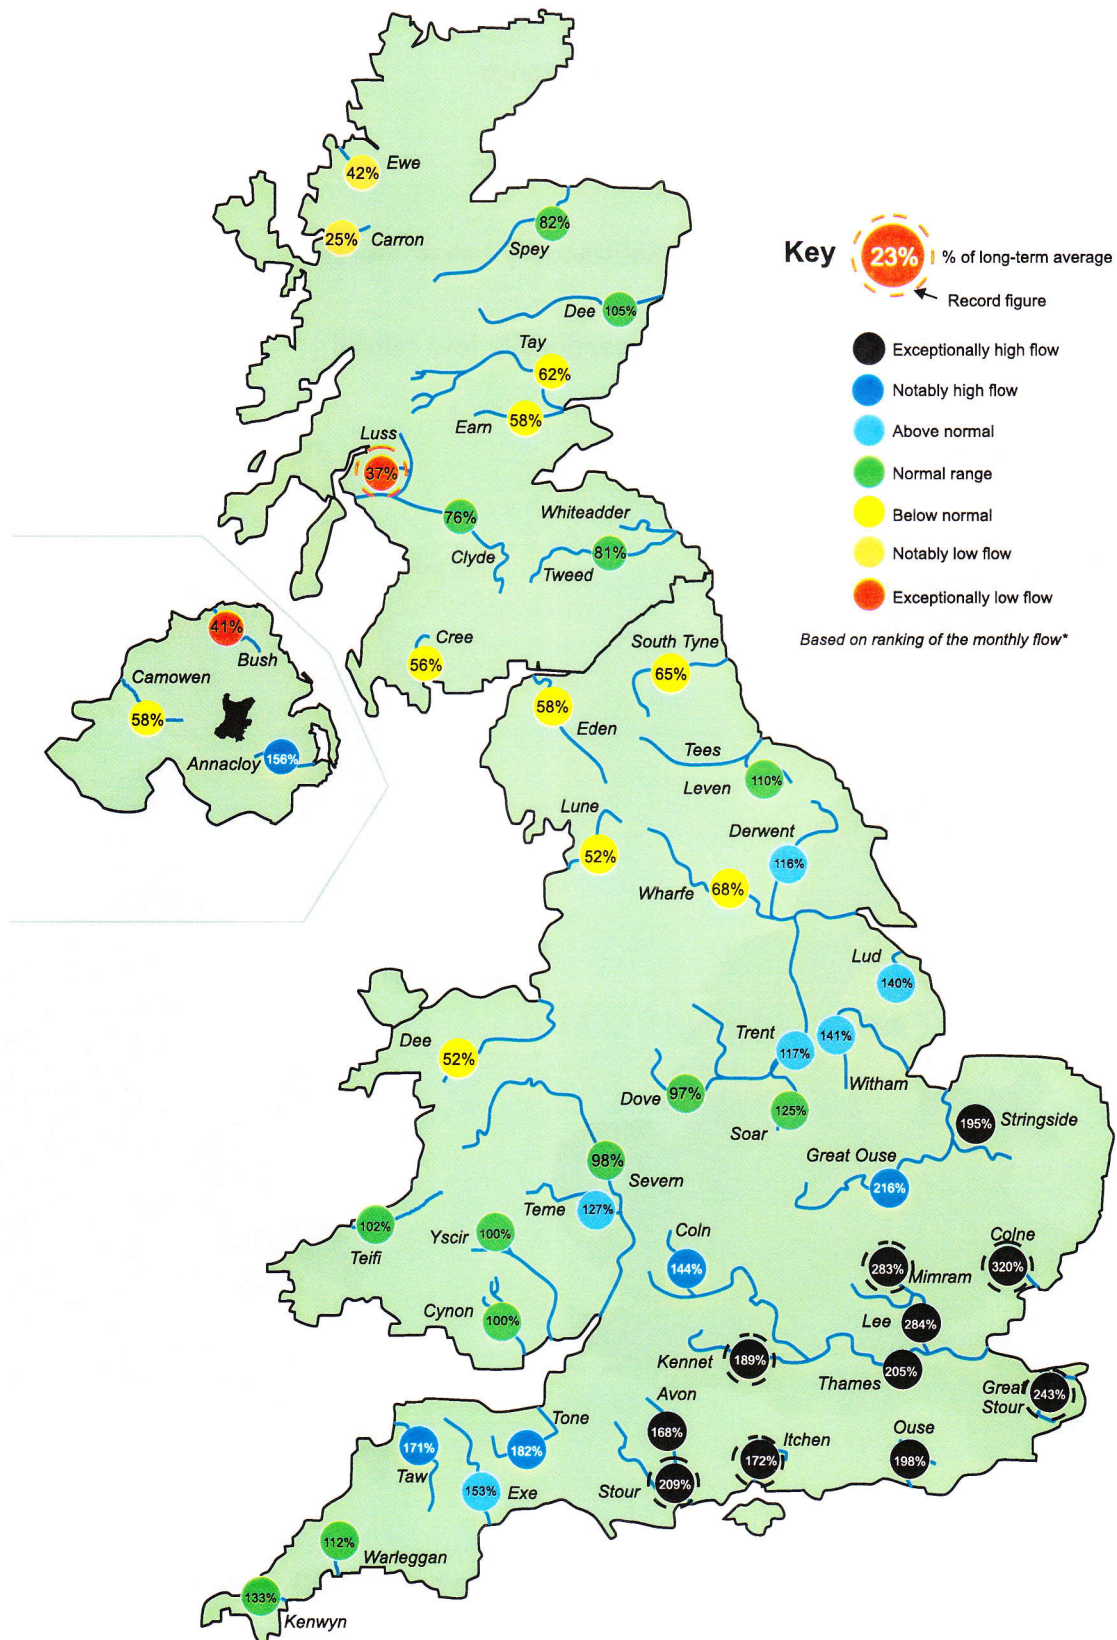 Ewe
42%
25%
Carron
82%
Spey
Key
23%
% of long-term average
Record figure
Dee
105%
Tay
62%
Exceptionally high flow
Notably high flow
Earn
58%
Luss
Above normal
37%
Normal range
76%
Clyde
Whiteadder
81%
Tweed
Below normal
Notably low flow
Exceptionally low flow
Based on ranking of the monthly flow*
41%
Bush
Camowen
58%
Annacloy
156%
Cree
56%
South Tyne
65%
58%
Eden
Tees
Leven
110%
Lune
52%
Derwent
116%
Wharfe
68%
Lud
140%
Dee
52%
Trent
117%
141%
Witham
Dove
97%
125%
Soar
195%
Stringside
Great Ouse
216%
98%
Severn
Teme
127%
102%
Teifi
Yscir
100%
Cynon
100%
Coln
144%
283%
Mimram
Colne
320%
Lee
284%
Kennet
189%
Thames
205%
Great
Stour
243%
Avon
168%
Tone
182%
171%
Taw
153%
Exe
Stour
209%
Itchen
172%
Ouse
198%
112%
Warleggan
133%
Kenwyn